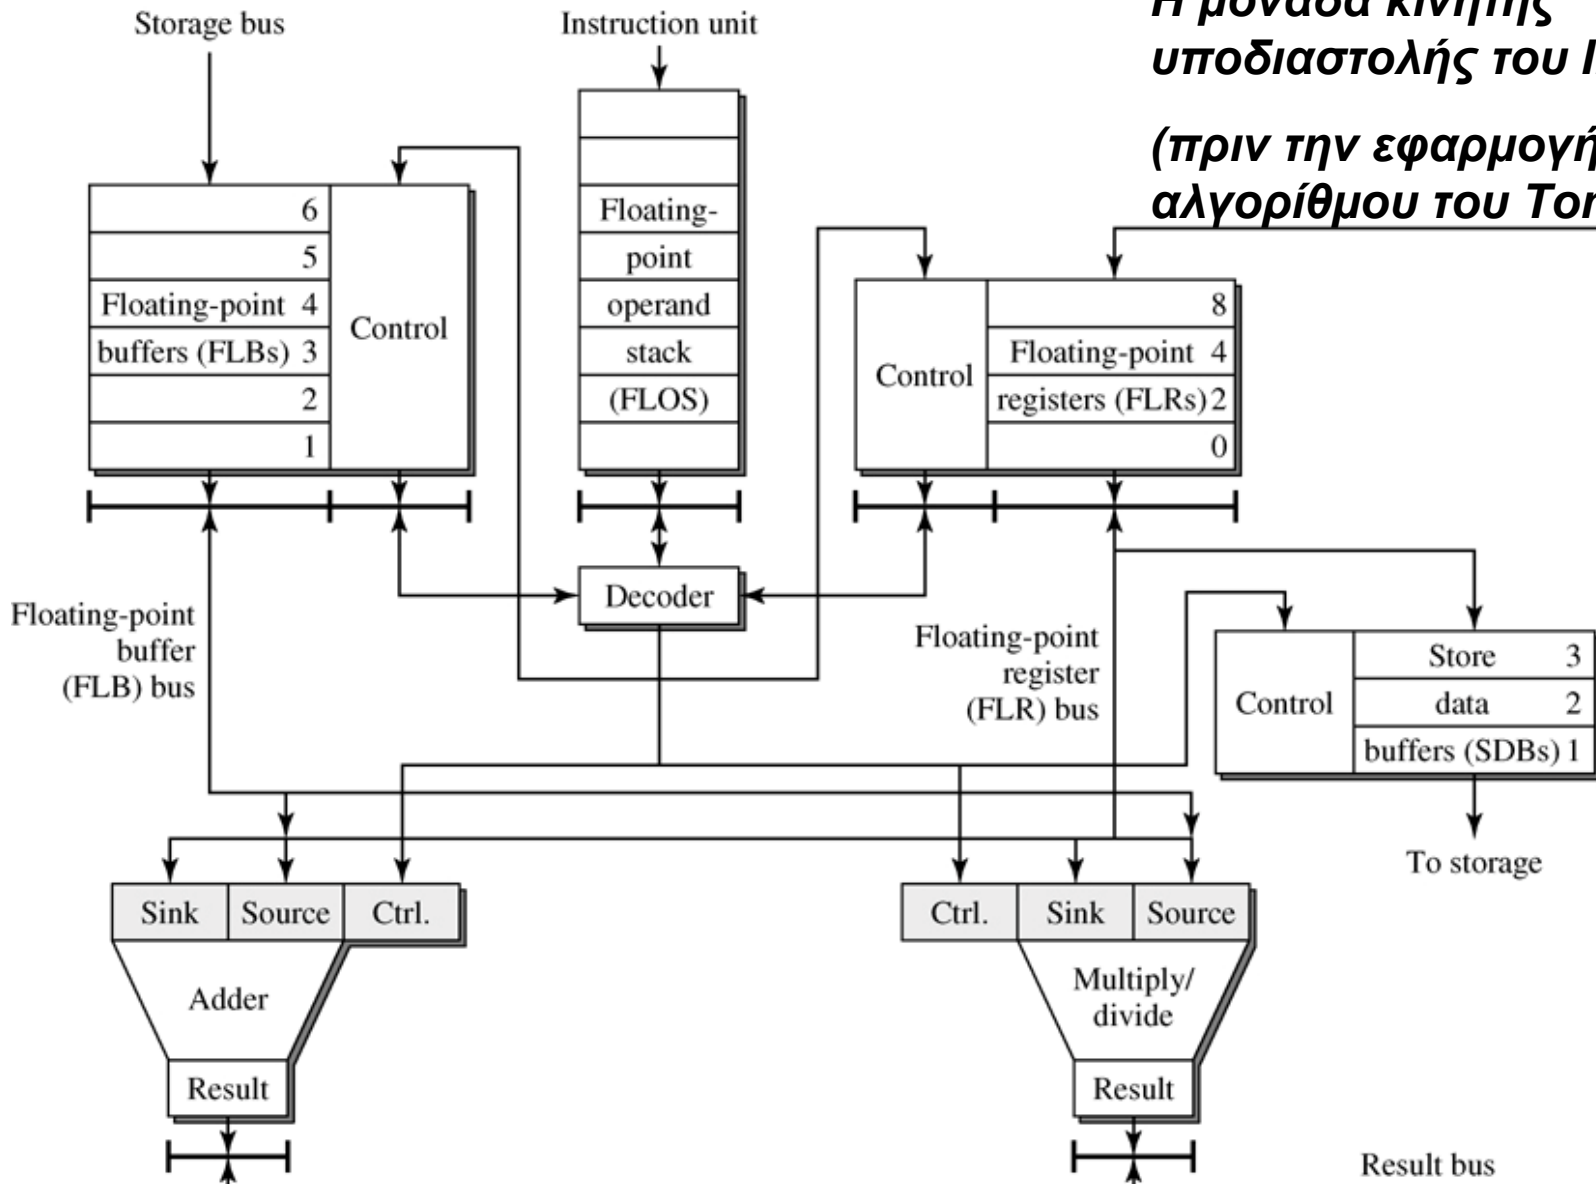 Η μονάδα κινητής
υποδιαστολής του
(πριν την εφαρμογή
αλγορίθμου του
Storage bus
Instruction unit
6
5
Floating-point 4
buffers (FLBs) 3
2
1
Control
Floating-
point
operand
stack
(FLOS)
Control
8
Floating-point 4
registers (FLRs) 2
0
Decoder
Floating-point
buffer
(FLB) bus
Floating-point
register
(FLR) bus
Control
Store 3
data 2
buffers (SDBs) 1
To storage
Sink Source Ctrl.
Adder
Result
Ctrl. Sink Source
Multiply/
divide
Result
Result bus